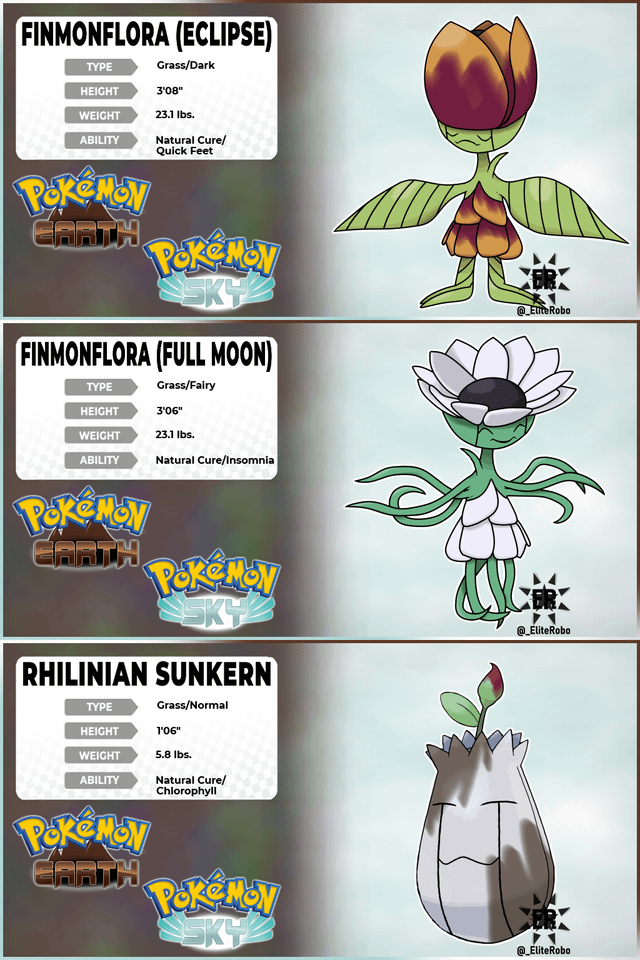 FINMONFLORA (ECLIPSE)
TYPE Grass/Dark
HEIGHT 3'08"
WEIGHT 23.1 lbs.
ABILITY Natural Cure/
Quick Feet
POKéMON
EARTH
POKéMON
SKY
ER
@_EliteRobo
FINMONFLORA (FULL MOON)
TYPE Grass/Fairy
HEIGHT 3'06"
WEIGHT 23.1 lbs.
ABILITY Natural Cure/Insomnia
POKéMON
EARTH
POKéMON
SKY
ER
@_EliteRobo
RHILINIAN SUNKERN
TYPE Grass/Normal
HEIGHT 1'06"
WEIGHT 5.8 lbs.
ABILITY Natural Cure/
Chlorophyll
POKéMON
EARTH
POKéMON
SKY
ER
@_EliteRobo